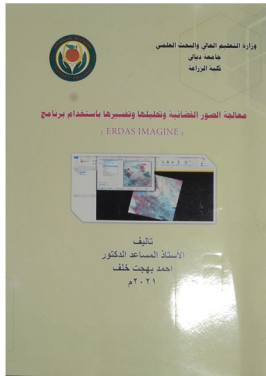 وزارة التعليم العالي والبحث العلمي
جامعة ديالى
كلية الزراعة
معالجة الصور الفضائية وتحليلها وتفسيرها باستخدام برنامج
( ERDAS IMAGINE )
تاليف
الأستاذ المساعد الدكتور
احمد بهجت خلف
٢٠٢١م